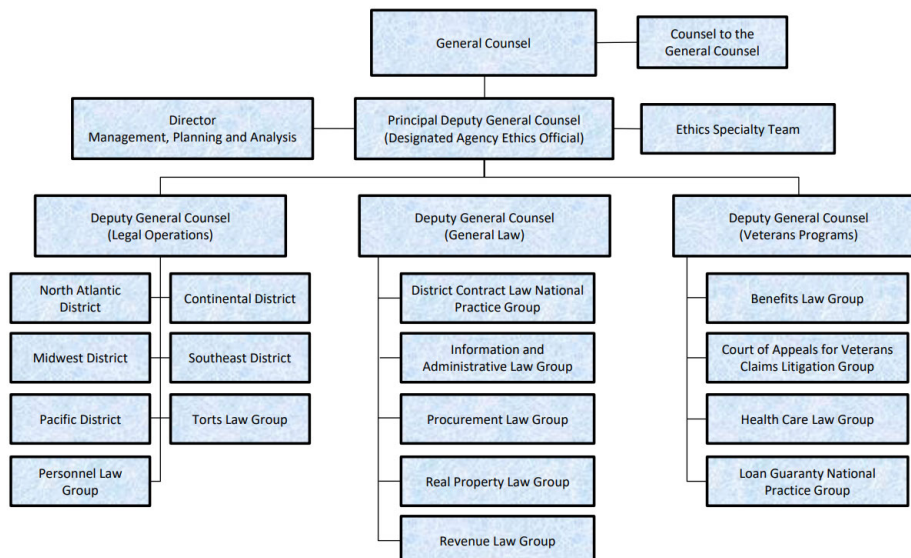 General Counsel
Counsel to the
General Counsel
Director
Management, Planning and Analysis
Principal Deputy General Counsel
(Designated Agency Ethics Official)
Ethics Specialty Team
Deputy General Counsel
(Legal Operations)
Deputy General Counsel
(General Law)
Deputy General Counsel
(Veterans Programs)
North Atlantic
District
Continental District
Midwest District
Southeast District
Pacific District
Torts Law Group
Personnel Law
Group
District Contract Law National
Practice Group
Information and
Administrative Law Group
Procurement Law Group
Real Property Law Group
Revenue Law Group
Benefits Law Group
Court of Appeals for Veterans
Claims Litigation Group
Health Care Law Group
Loan Guaranty National
Practice Group